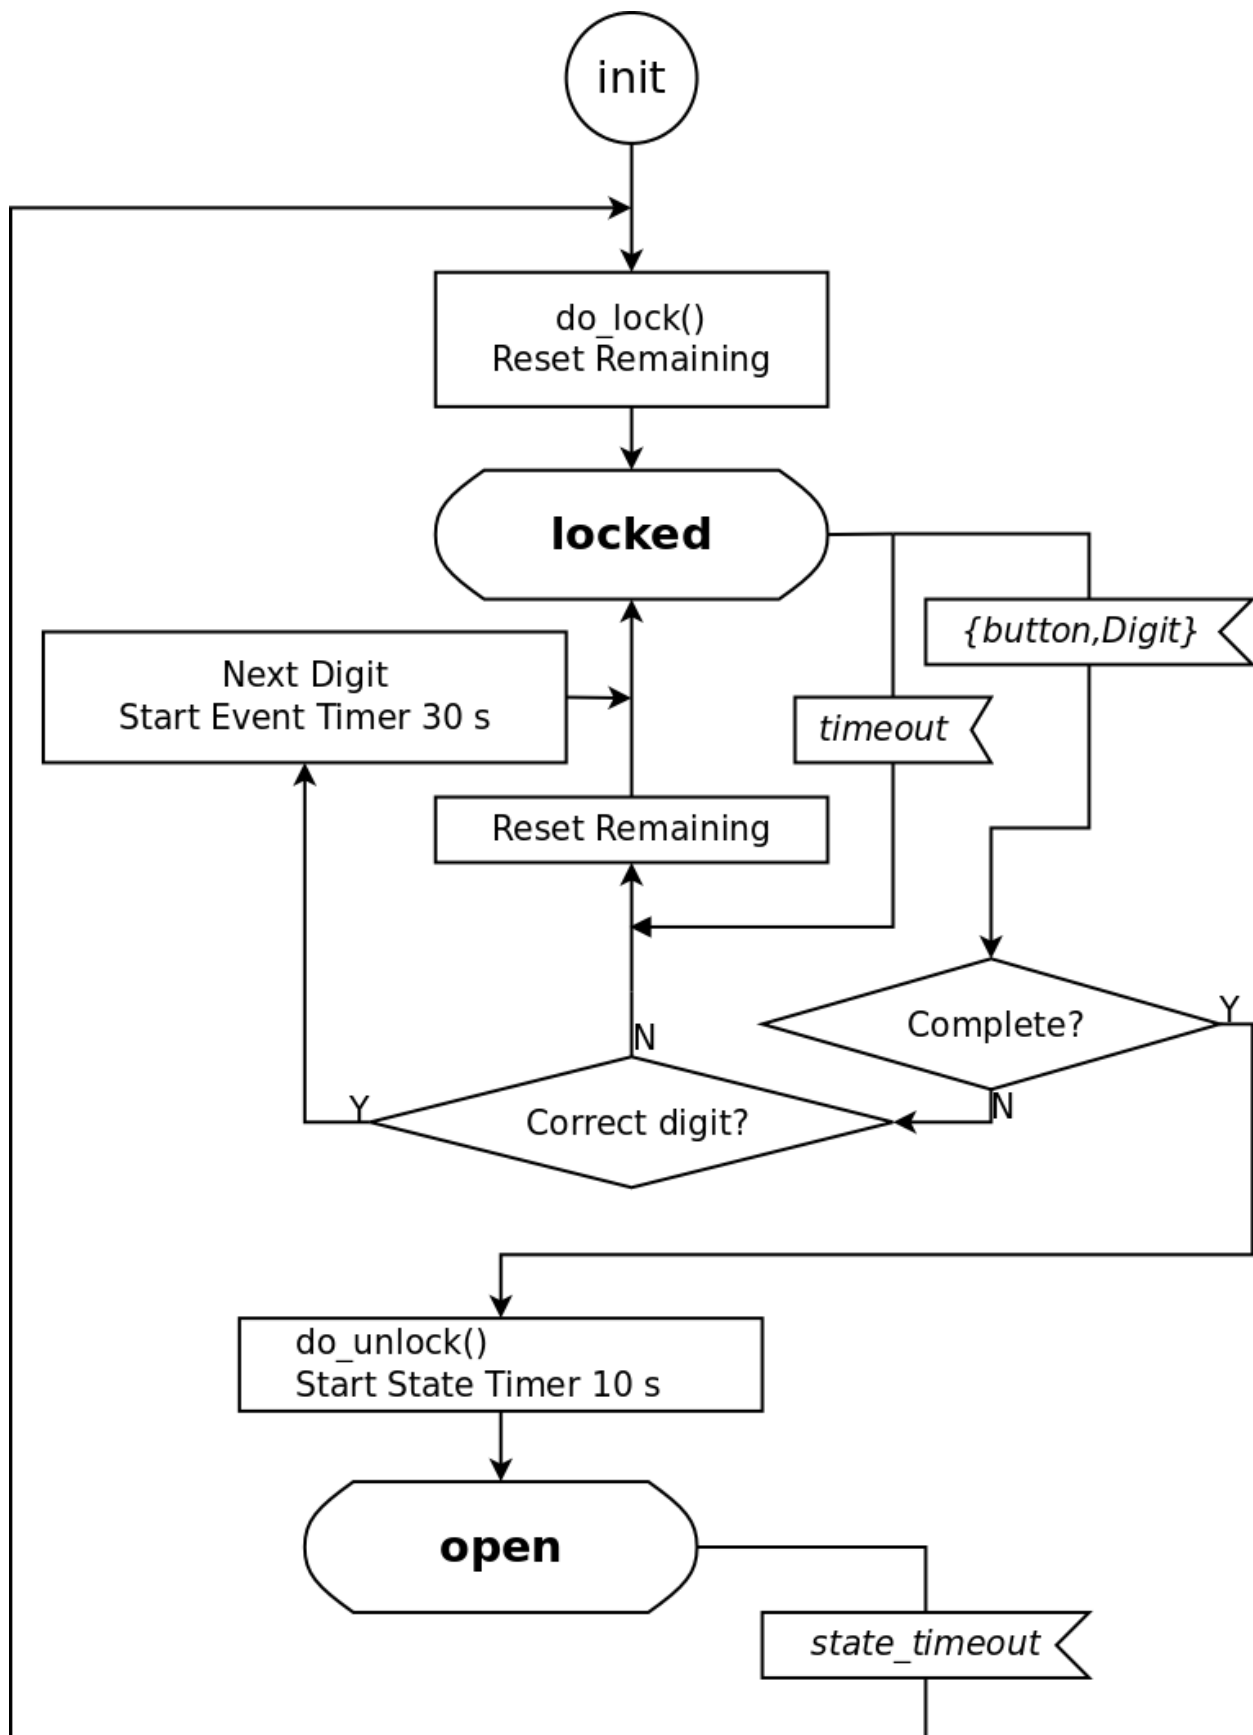 init
do_lock()
Reset Remaining
locked
{button,Digit}
Next Digit
Start Event Timer 30 s
timeout
Reset Remaining
Complete?
Y
N
N
Correct digit?
Y
do_unlock()
Start State Timer 10 s
open
state_timeout